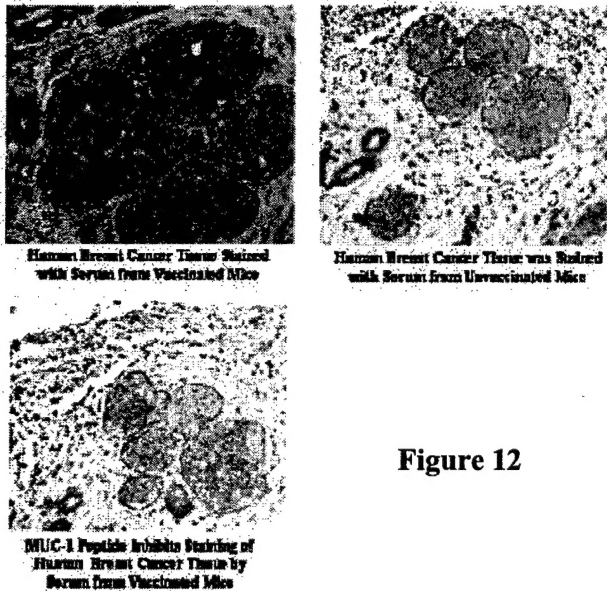 Human Breast Cancer Tissue Stained
with Serum from Vaccinated Mice
Human Breast Cancer Tissue was Stained
with Serum from Unvaccinated Mice
MUC-1 Peptide Inhibits Staining of
Human Breast Cancer Tissue by
Serum from Vaccinated Mice
Figure 12